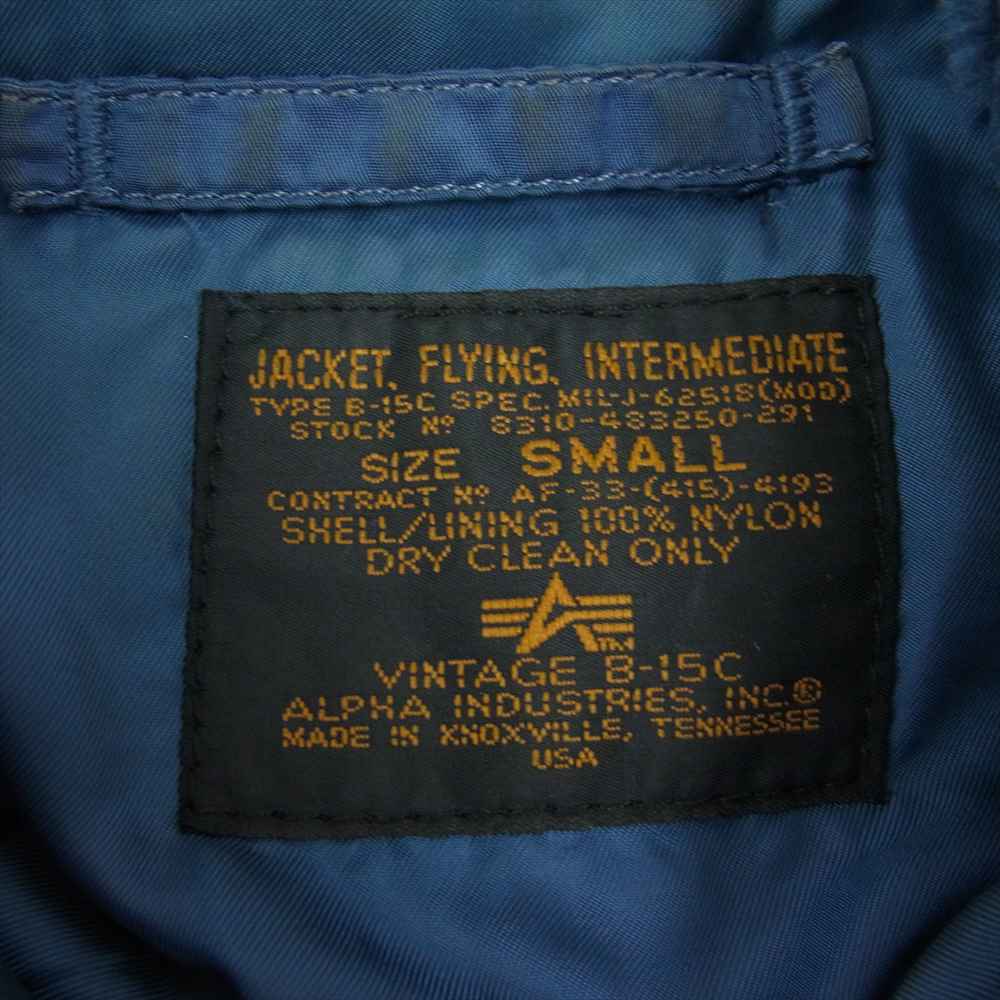 JACKET, FLYING, INTERMEDIATE
TYPE B-15C SPEC. MIL-J-6251S(MOD)
STOCK Nº 8310-483250-291
SIZE SMALL
CONTRACT Nº AF-33-(415)-4193
SHELL/LINING 100% NYLON
DRY CLEAN ONLY
TM
VINTAGE B-15C
ALPHA INDUSTRIES, INC.®
MADE IN KNOXVILLE, TENNESSEE
USA